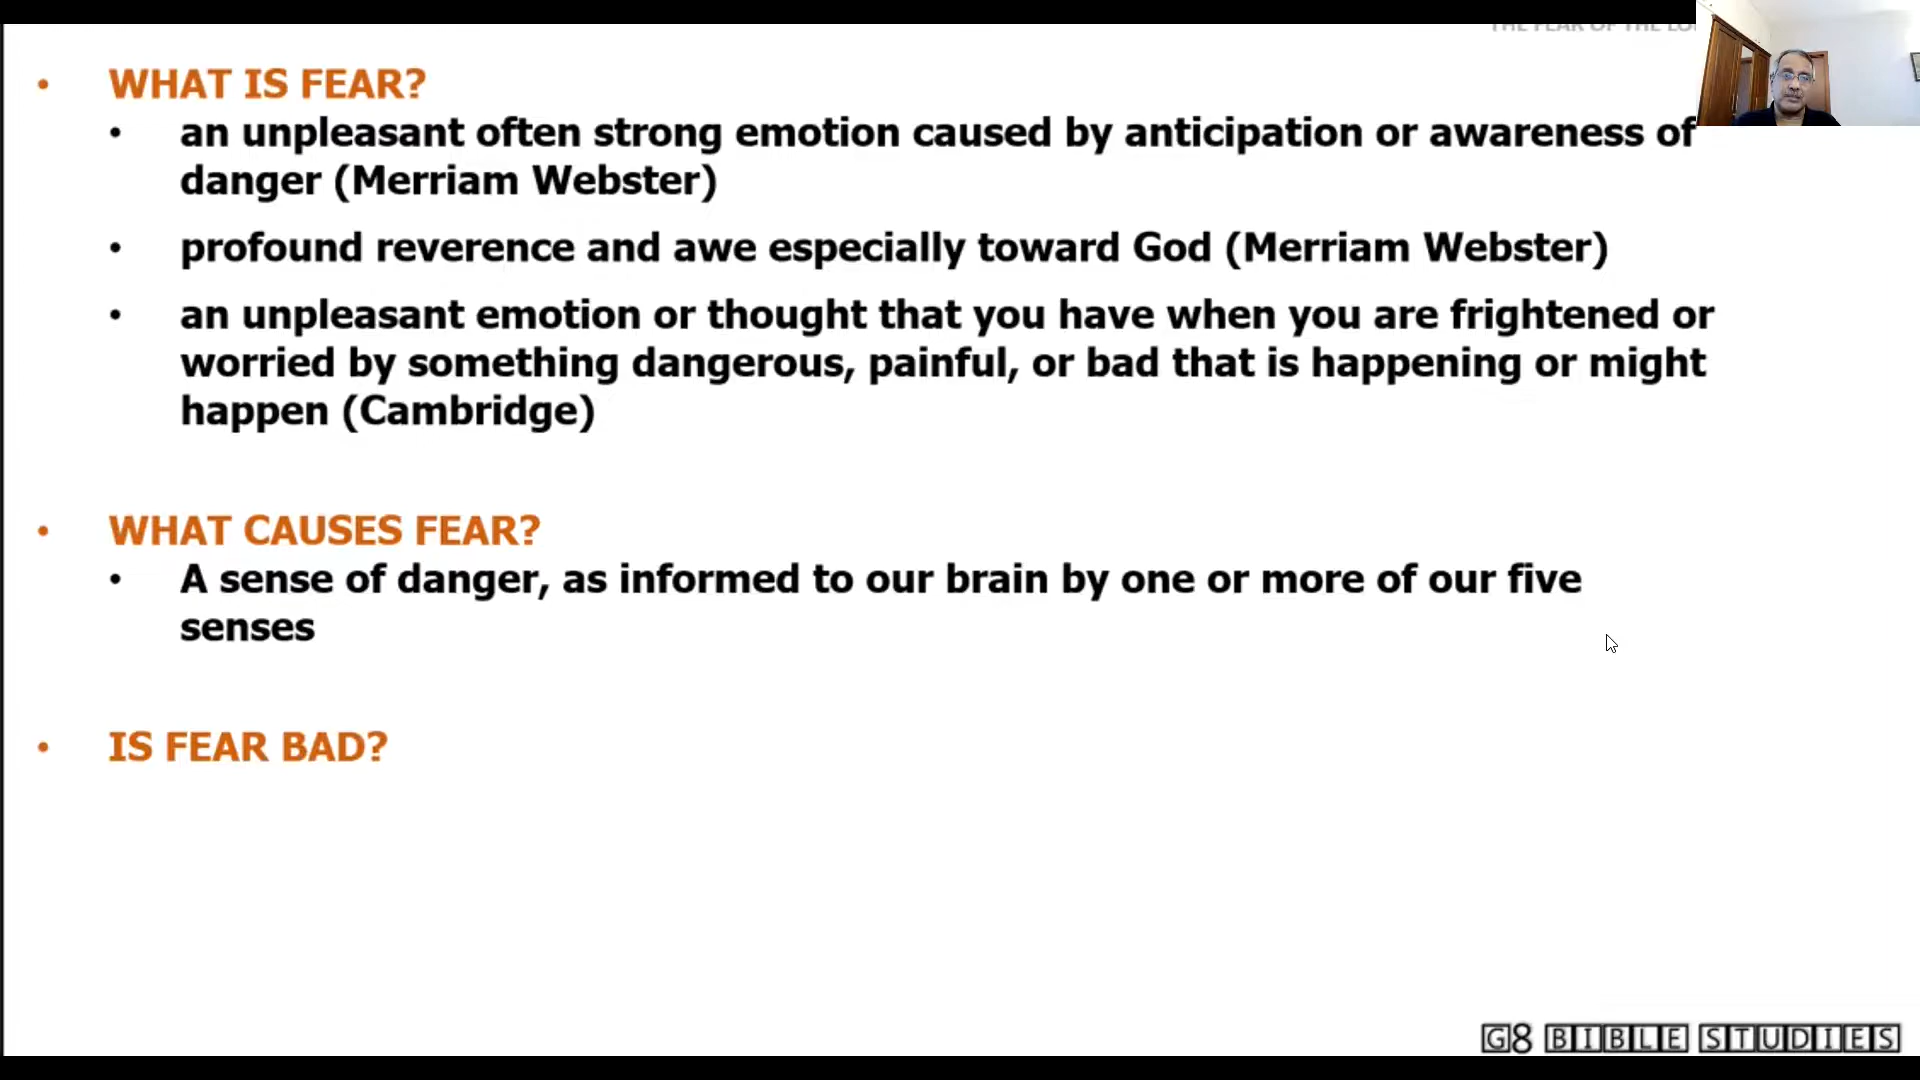 THE FEAR OF THE
• WHAT IS FEAR?
• an unpleasant often strong emotion caused by anticipation or awareness of
danger (Merriam Webster)
• profound reverence and awe especially toward God (Merriam Webster)
• an unpleasant emotion or thought that you have when you are frightened or
worried by something dangerous, painful, or bad that is happening or might
happen (Cambridge)
• WHAT CAUSES FEAR?
• A sense of danger, as informed to our brain by one or more of our five
senses
• IS FEAR BAD?
G8 BIBLE STUDIES